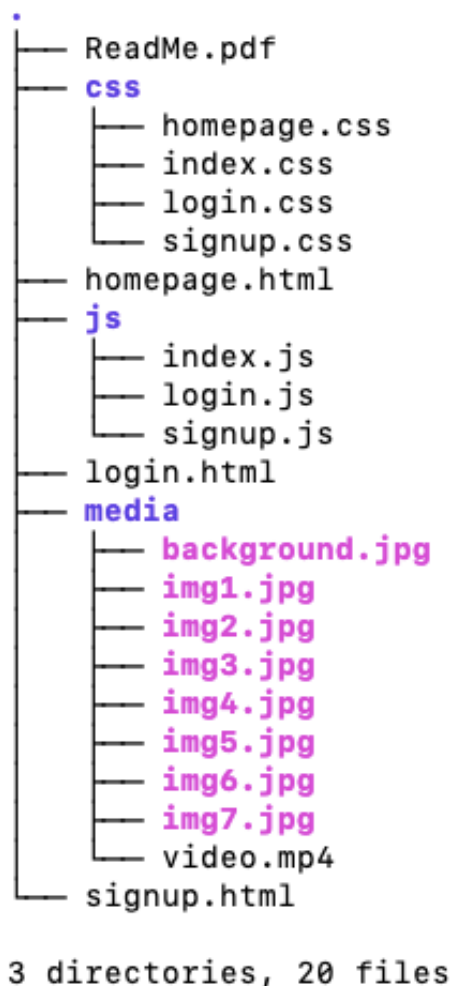 .
├── ReadMe.pdf
├── css
│   ├── homepage.css
│   ├── index.css
│   ├── login.css
│   └── signup.css
├── homepage.html
├── js
│   ├── index.js
│   ├── login.js
│   └── signup.js
├── login.html
├── media
│   ├── background.jpg
│   ├── img1.jpg
│   ├── img2.jpg
│   ├── img3.jpg
│   ├── img4.jpg
│   ├── img5.jpg
│   ├── img6.jpg
│   ├── img7.jpg
│   └── video.mp4
└── signup.html
3 directories, 20 files